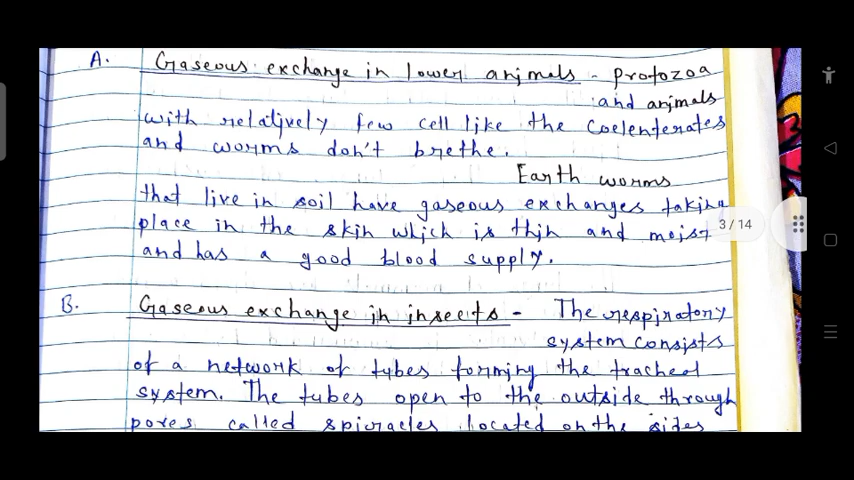 A. Gaseous exchange in lower animals - Protozoa
and animals
with relatively few cell like the Coelenterates
and worms don't brethe.
Earth worms
that live in soil have gaseous exchanges taking
place in the skin which is thin and moist
3/14
and has a good blood supply.
B. Gaseous exchange in insects - The respiratory
system consists
of a network of tubes forming the tracheol
system. The tubes open to the outside through
pores called spiracles located on the sides